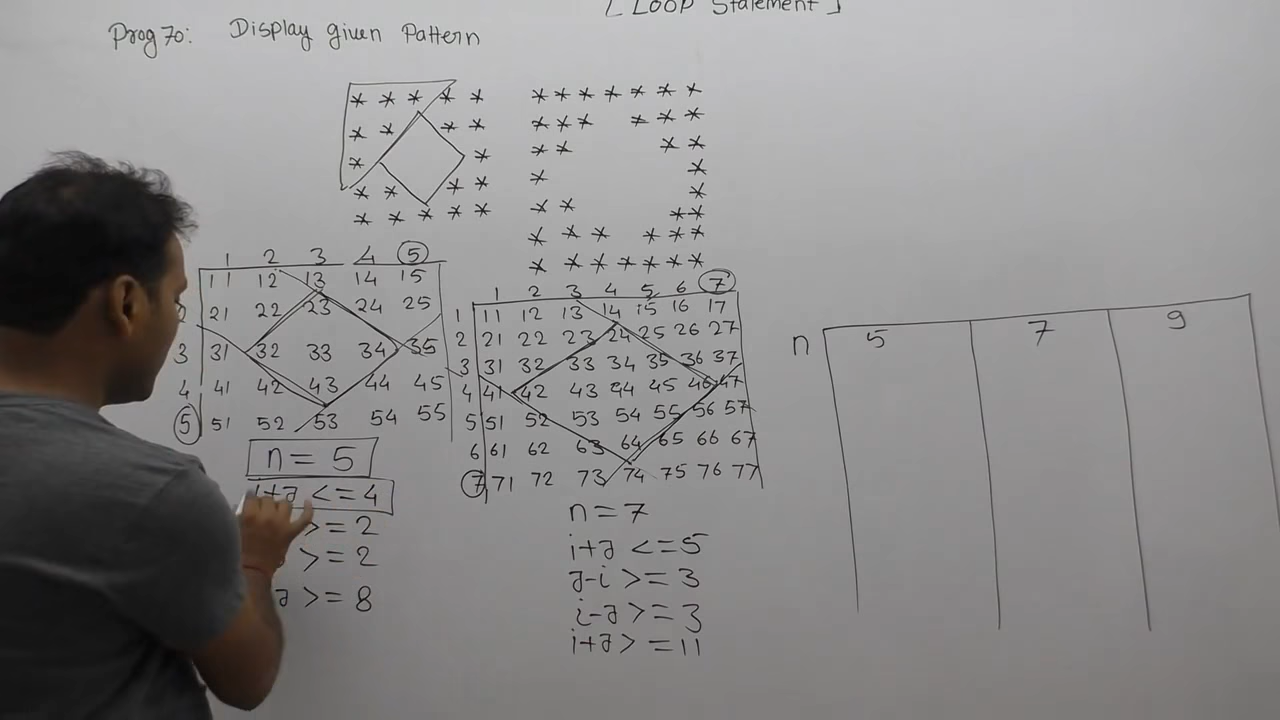 [ LOOP Statement ]
Prog 70: Display given Pattern
* * * * *
* * * *
* *
* * * *
* * * * *
* * * * * * *
* * * * * *
* * * *
* *
* *
* * * *
* * * * * *
* * * * * * *
1 2 3 4 5
11 12 13 14 15
2 21 22 23 24 25
3 31 32 33 34 35
4 41 42 43 44 45
5 51 52 53 54 55
n = 5
i+j <= 4
>= 2
>= 2
j >= 8
1 2 3 4 5 6 7
1 11 12 13 14 15 16 17
2 21 22 23 24 25 26 27
3 31 32 33 34 35 36 37
4 41 42 43 44 45 46 47
5 51 52 53 54 55 56 57
6 61 62 63 64 65 66 67
7 71 72 73 74 75 76 77
n = 7
i+j <= 5
j-i >= 3
i-j >= 3
i+j >= 11
n 5 7 9